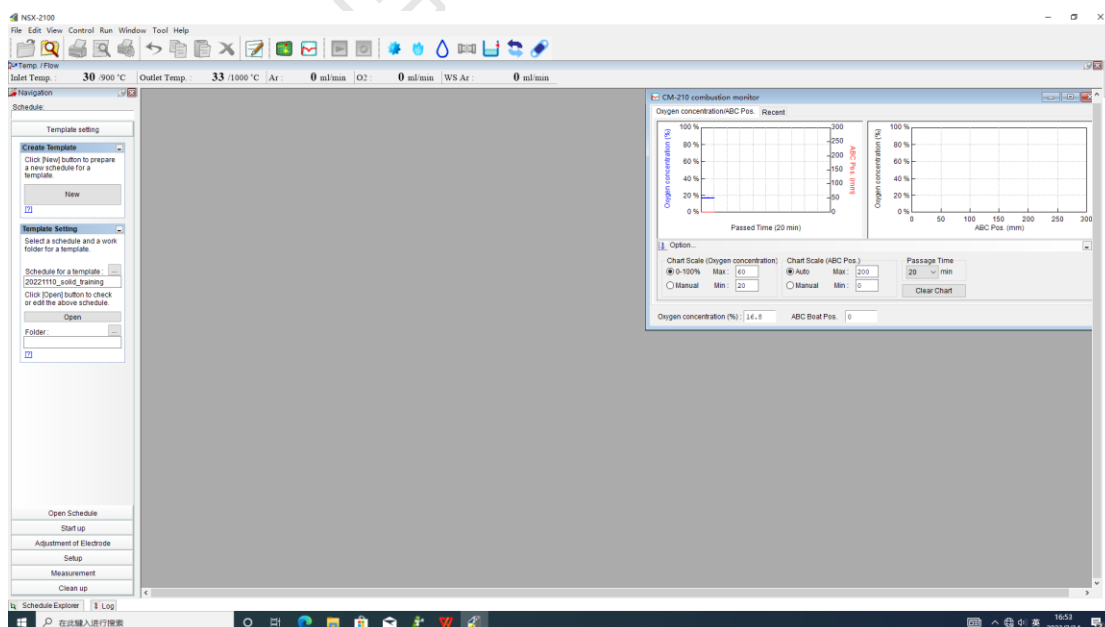 NSX-2100
File Edit View Control Run Window Tool Help
Temp. / Flow
Inlet Temp. : 30 /900 °C Outlet Temp. : 33 /1000 °C Ar : 0 ml/min O2 : 0 ml/min WS Ar : 0 ml/min
Navigation
Schedule:
Template setting
Create Template
Click [New] button to prepare
a new schedule for a
template.
New
[?]
Template Setting
Select a schedule and a work
folder for a template.
Schedule for a template : ...
20221110_solid_training
Click [Open] button to check
or edit the above schedule.
Open
Folder : ...
[?]
Open Schedule
Start up
Adjustment of Electrode
Setup
Measurement
Clean up
Schedule Explorer Log
CM-210 combustion monitor
Oxygen concentration/ABC Pos. Recent
Oxygen concentration (%)
100 %
80 %
60 %
40 %
20 %
0 %
300
250
200
150
100
50
0
ABC Pos. (mm)
Passed Time (20 min)
Oxygen concentration (%)
100 %
80 %
60 %
40 %
20 %
0 %
0 50 100 150 200 250 300
ABC Pos. (mm)
Option...
Chart Scale (Oxygen concentration) Chart Scale (ABC Pos.) Passage Time
0-100% Max : 60 Auto Max : 200 20 min
Manual Min : 20 Manual Min : 0 Clear Chart
Oxygen concentration (%) : 16.8 ABC Boat Pos. 0
在此键入进行搜索
英 16:53